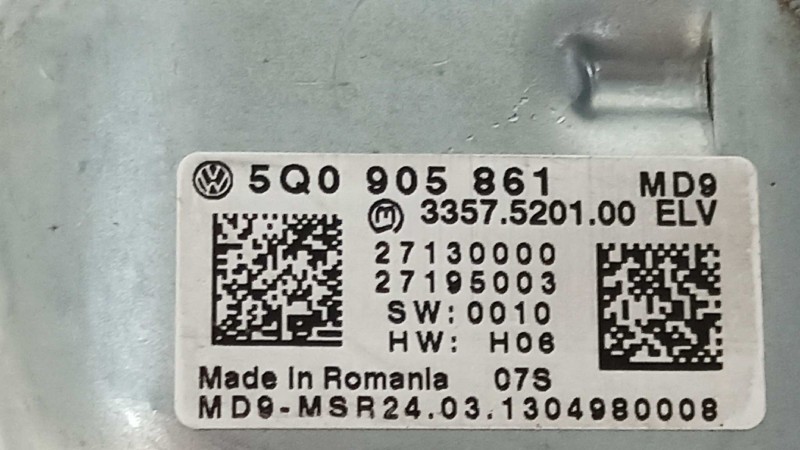 5Q0 905 861 MD9
3357.5201.00 ELV
27130000
27195003
SW:0010
HW: H06
Made in Romania 07S
MD9-MSR24.03.1304980008